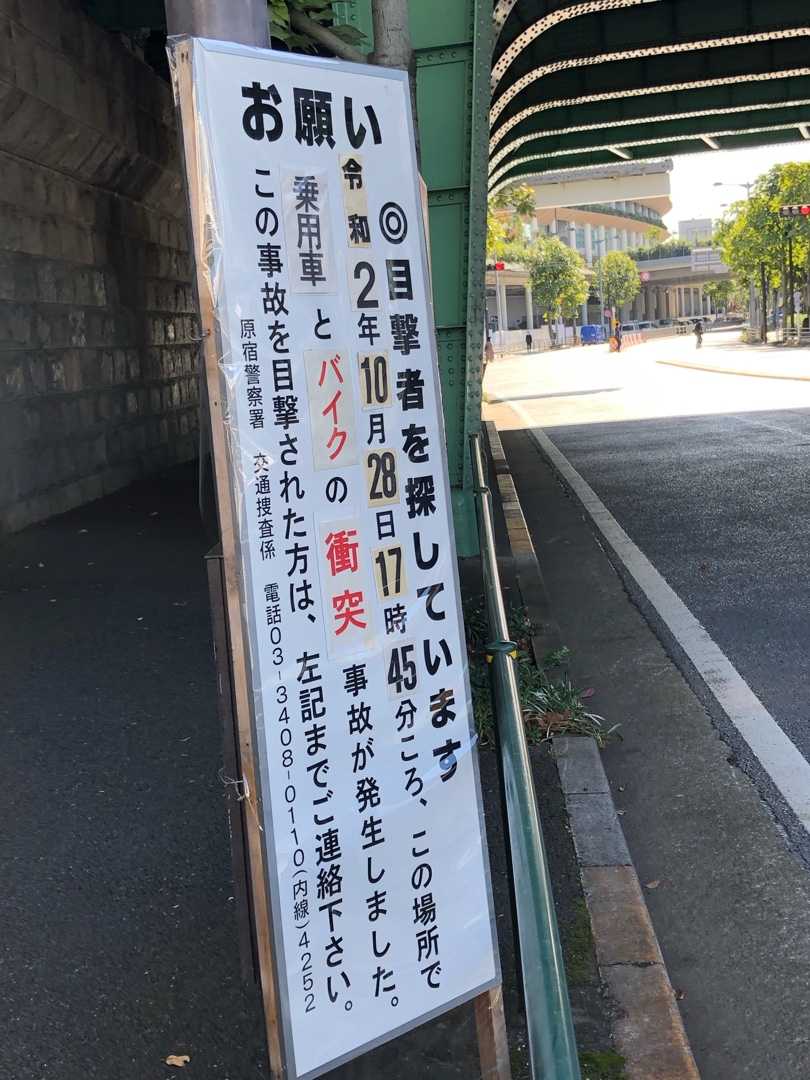 お願い
◎目撃者を探しています
令和2年10月28日17時45分ころ、この場所で
乗用車とバイクの衝突事故が発生しました。
この事故を目撃された方は、左記までご連絡下さい。
原宿警察署 交通捜査係 電話03-3408-0110(内線)4252